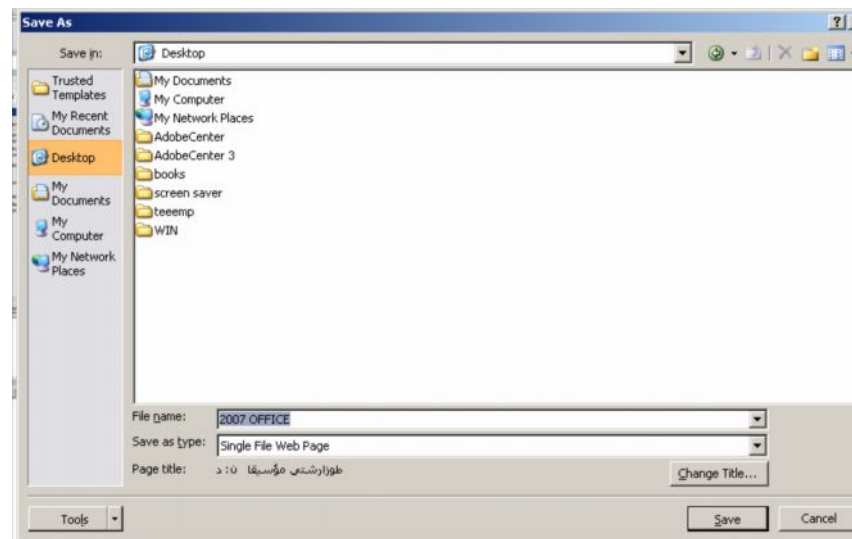 Save As
Save in:
Desktop
Trusted
Templates
My Recent
Documents
Desktop
My
Documents
My
Computer
My Network
Places
My Documents
My Computer
My Network Places
AdobeCenter
AdobeCenter 3
books
screen saver
teeemp
WIN
File name:
2007 OFFICE
Save as type:
Single File Web Page
Page title:
طوزارشتى مؤسيقا ن: د
Change Title...
Tools
Save
Cancel